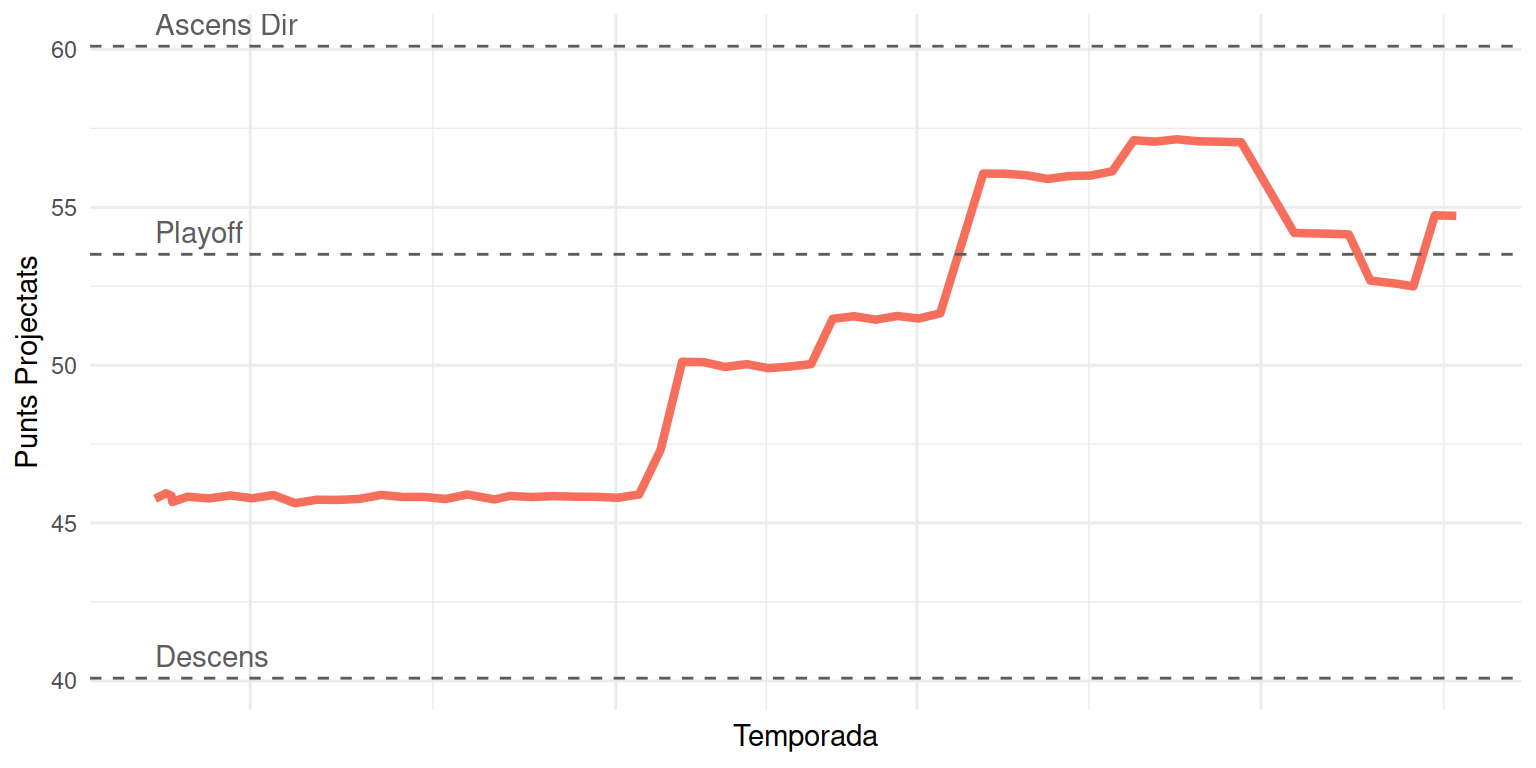 Ascens Dir
60
55
Playoff
Punts Projectats
50
45
Descens
40
Temporada